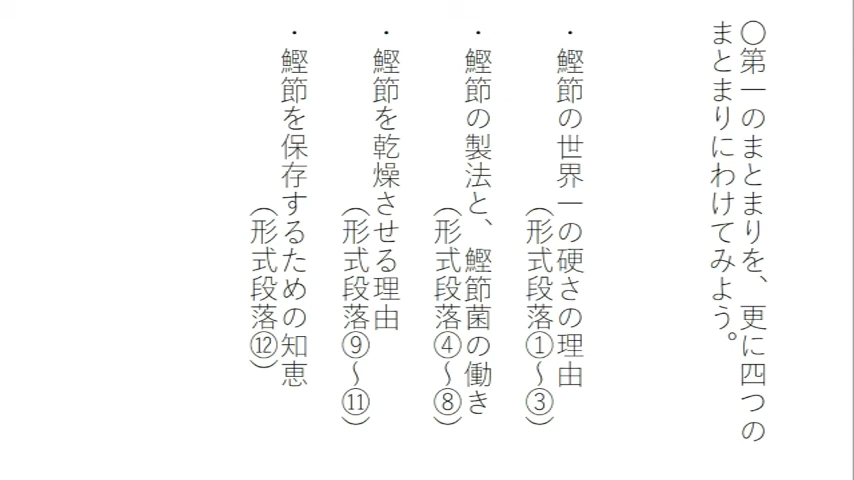 〇第一のまとまりを、更に四つの
まとまりにわけてみよう。
・鰹節の世界一の硬さの理由
（形式段落①～③）
・鰹節の製法と、鰹節菌の働き
（形式段落④～⑧）
・鰹節を乾燥させる理由
（形式段落⑨～⑪）
・鰹節を保存するための知恵
（形式段落⑫）